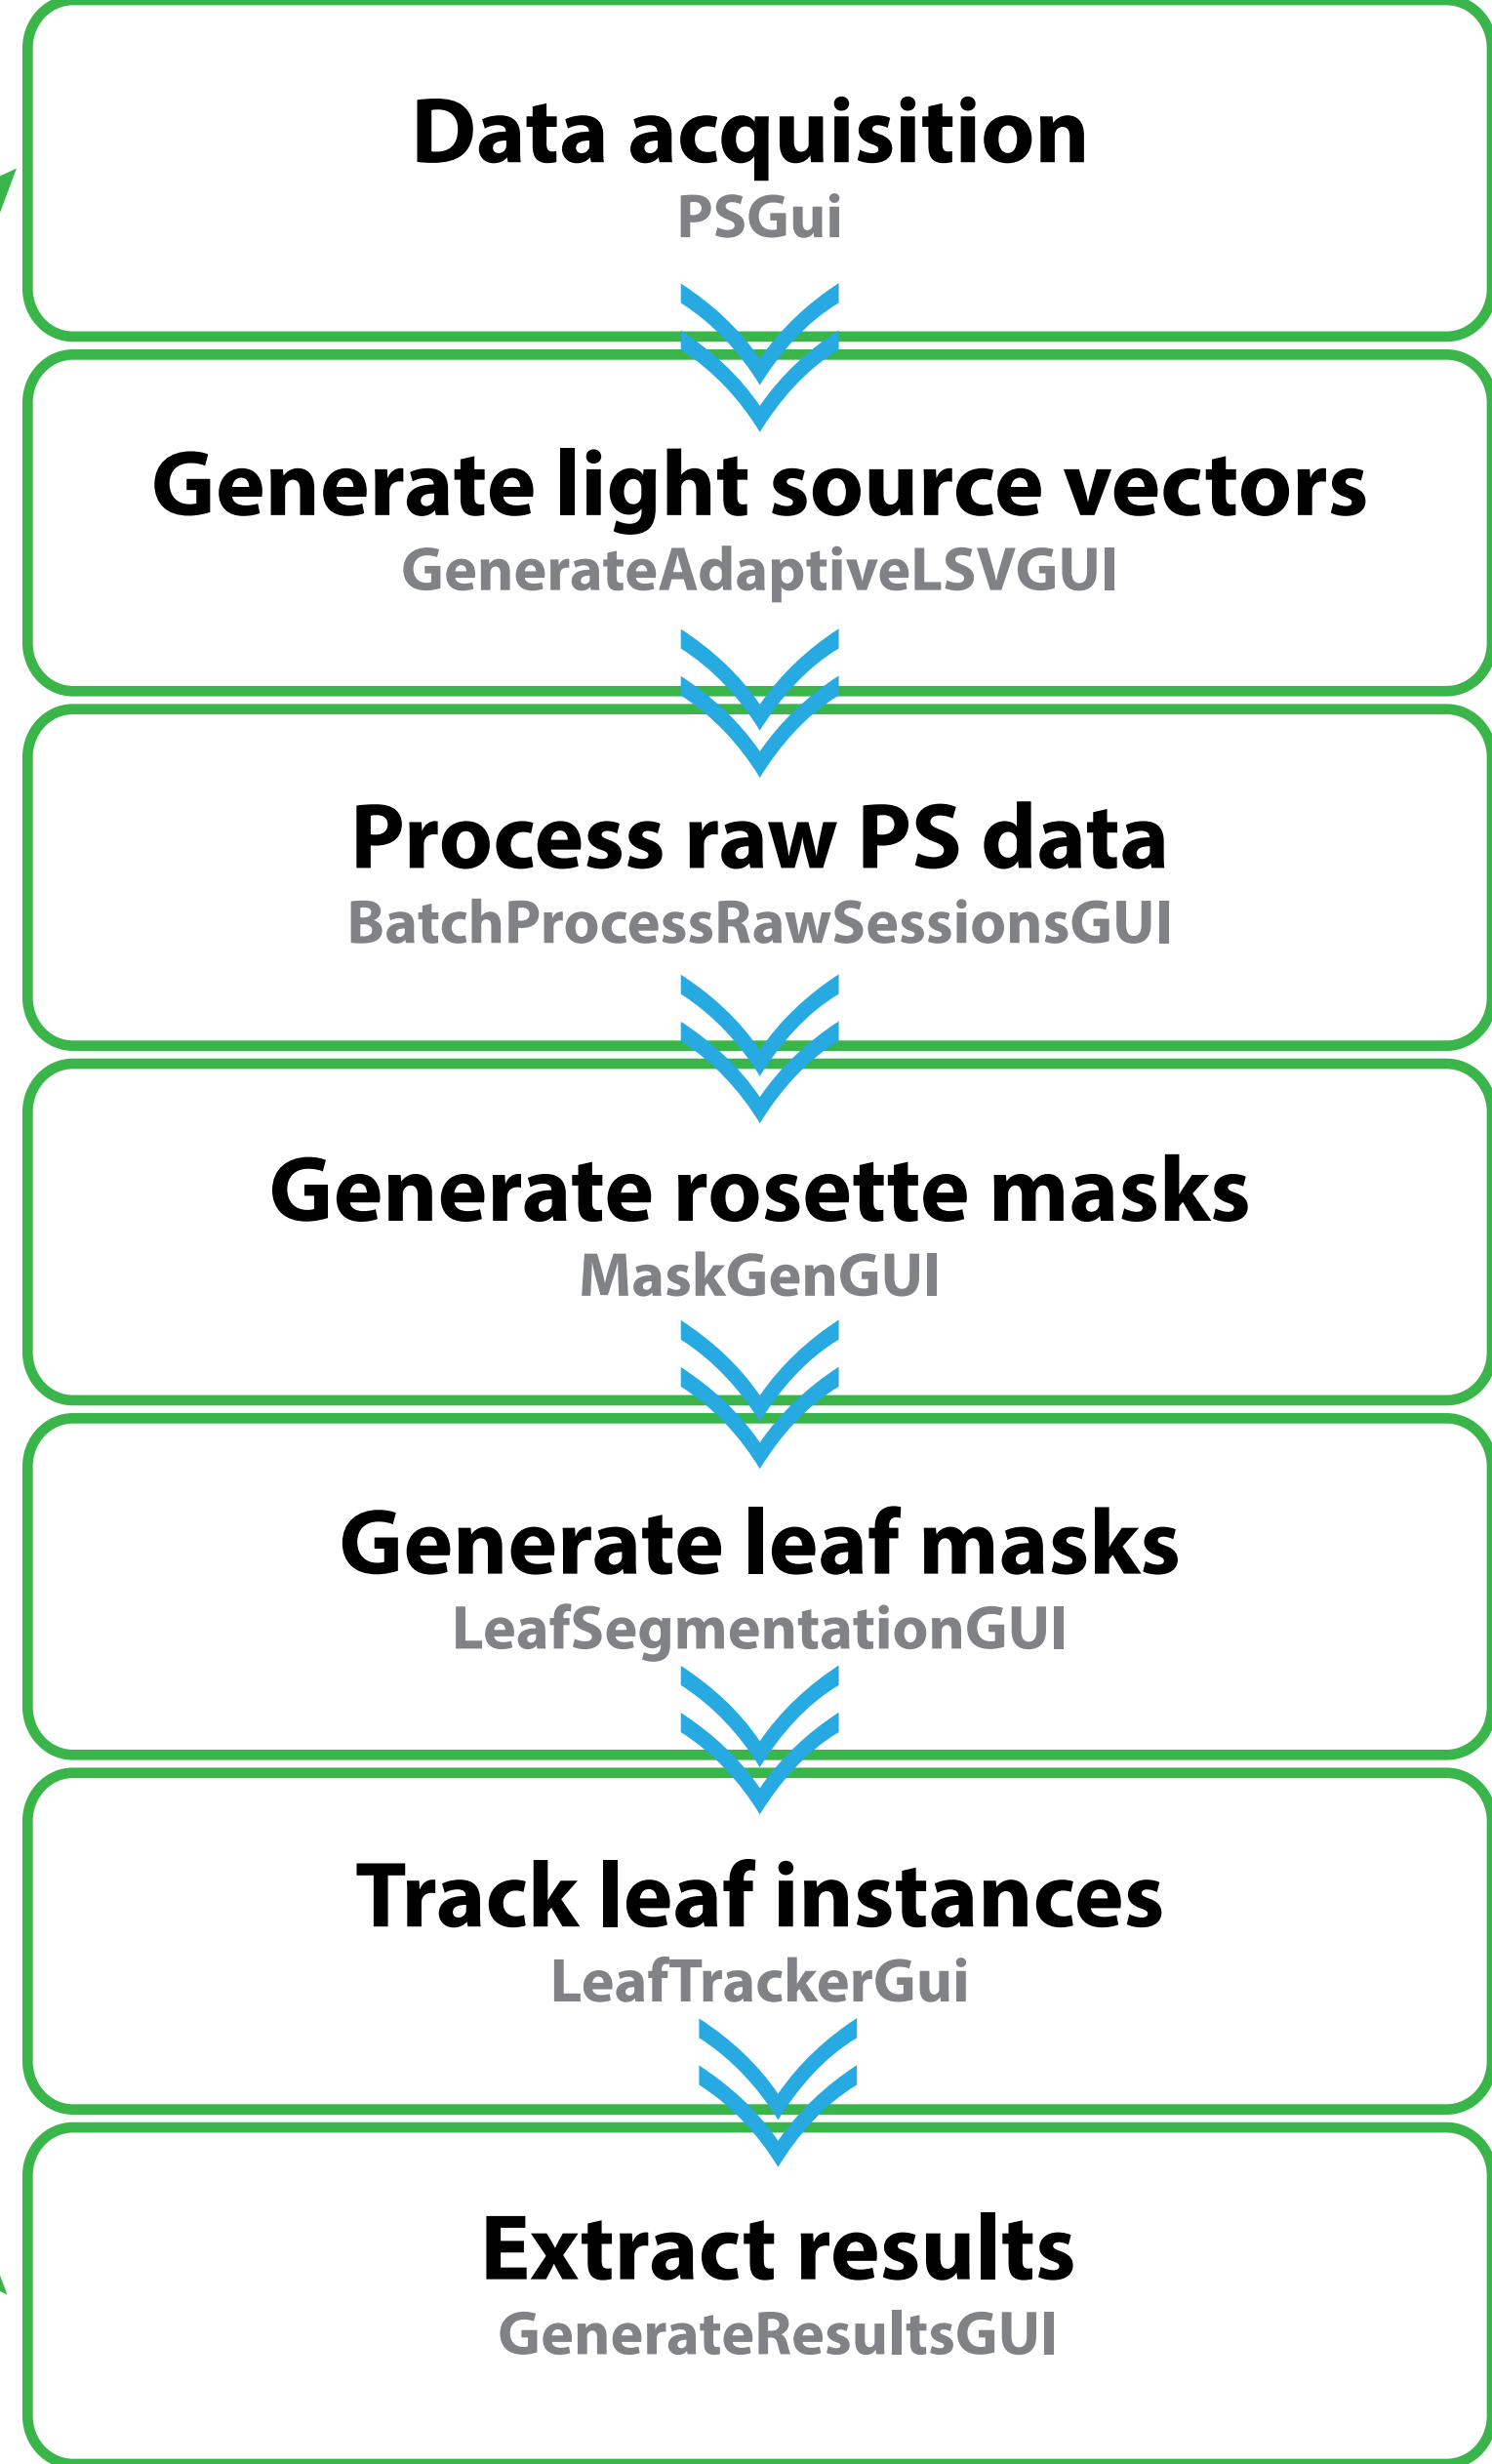 Data acquisition
PSGui
Generate light source vectors
GenerateAdaptiveLSVGUI
Process raw PS data
BatchProcessRawSessionsGUI
Generate rosette masks
MaskGenGUI
Generate leaf masks
LeafSegmentationGUI
Track leaf instances
LeafTrackerGui
Extract results
GenerateResultsGUI